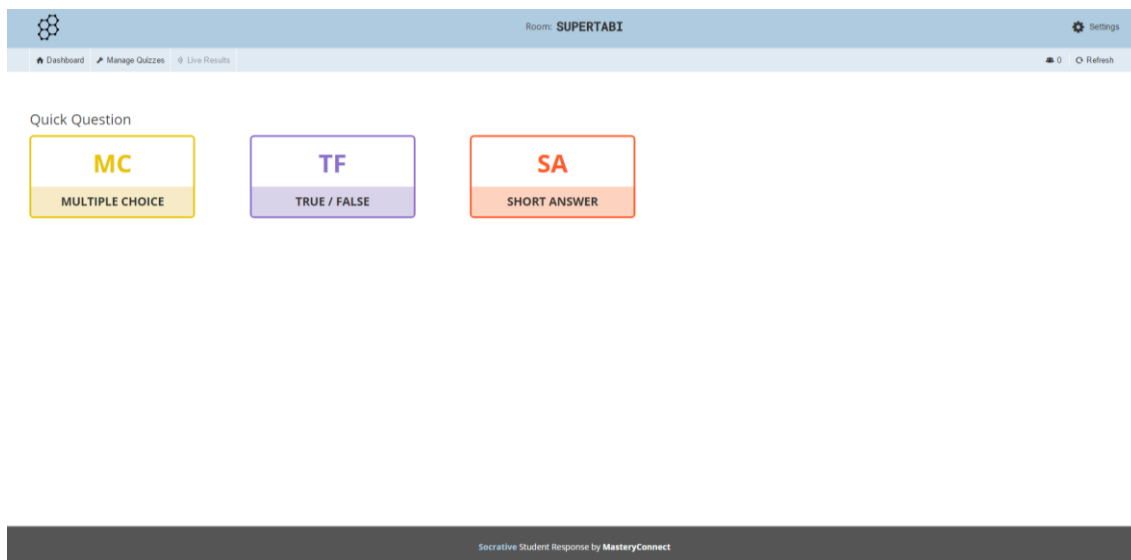 Room: SUPERTABI
Settings
Dashboard
Manage Quizzes
Live Results
0
Refresh
Quick Question
MC
MULTIPLE CHOICE
TF
TRUE / FALSE
SA
SHORT ANSWER
Socrative Student Response by MasteryConnect